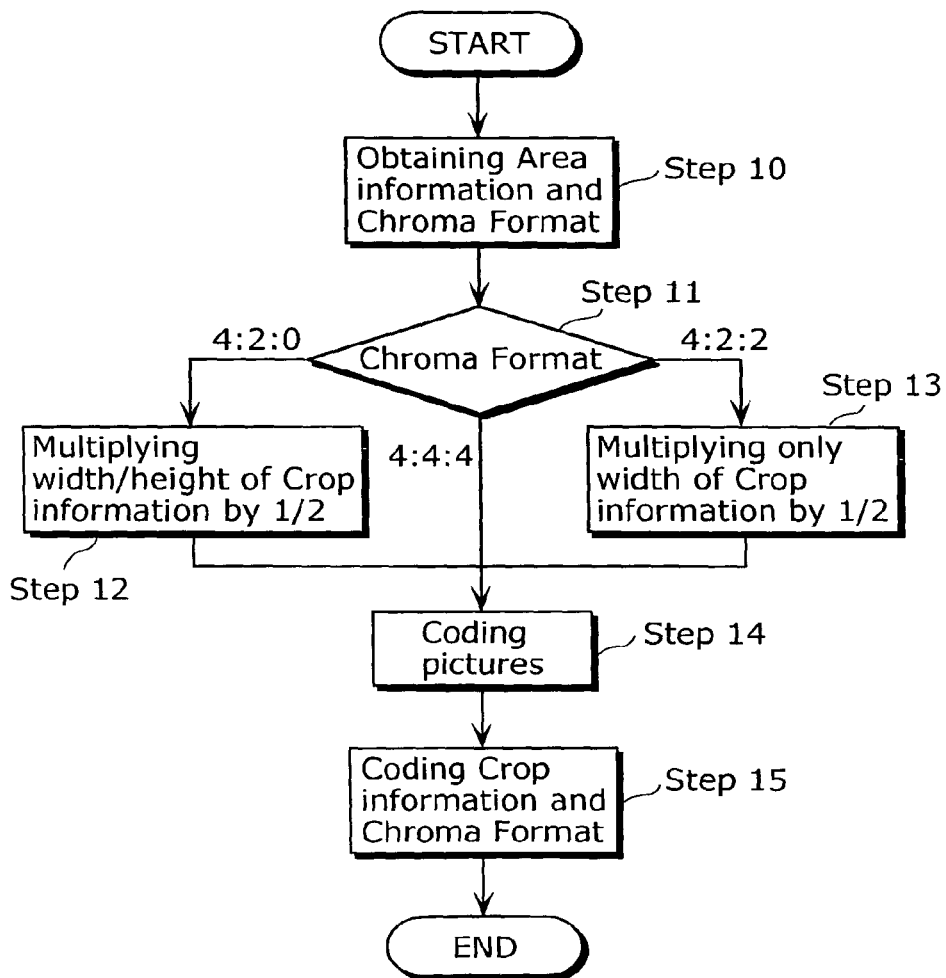 START
Obtaining Area
information and
Chroma Format
Step 10
Step 11
4:2:0
Chroma Format
4:2:2
Step 13
Multiplying
width/height of Crop
information by 1/2
4:4:4
Multiplying only
width of Crop
information by 1/2
Step 12
Coding
pictures
Step 14
Coding Crop
information and
Chroma Format
Step 15
END